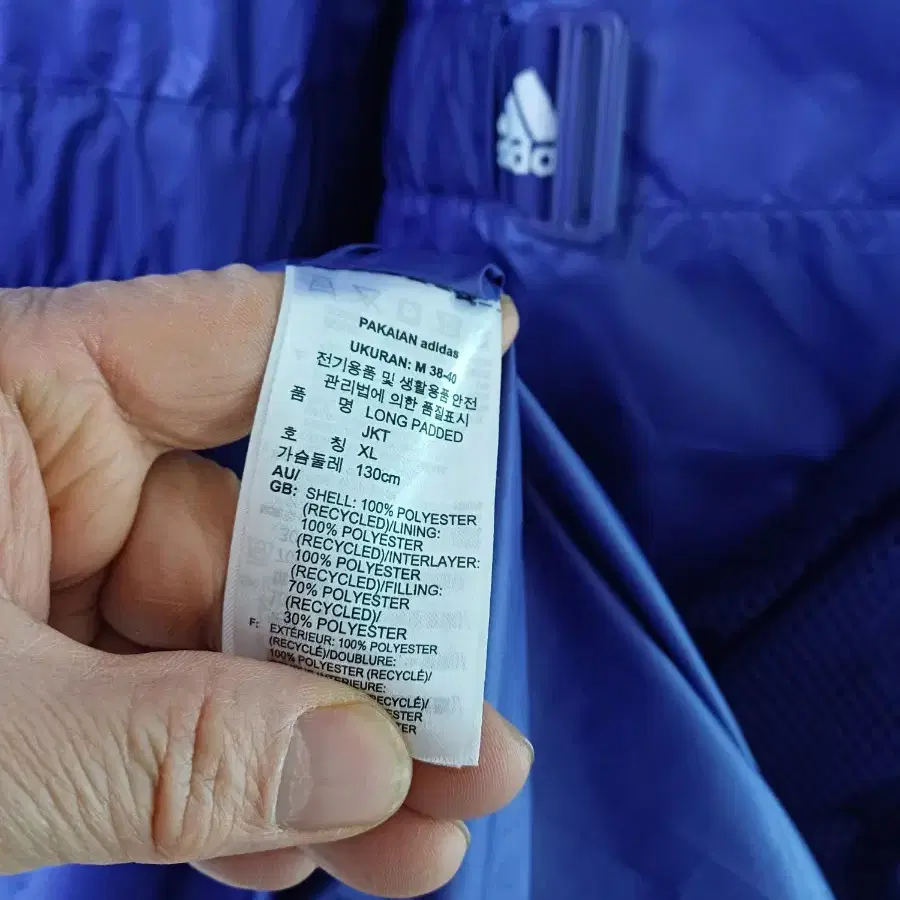 adidas
PAKAIAN adidas
UKURAN: M 38-40
전기용품 및 생활용품안전
관리법에 의한 품질표시
품 명 LONG PADDED
JKT
호 칭 XL
가슴둘레 130cm
AU/
GB: SHELL: 100% POLYESTER
(RECYCLED)/LINING:
100% POLYESTER
(RECYCLED)/INTERLAYER:
100% POLYESTER
(RECYCLED)/FILLING:
70% POLYESTER
(RECYCLED)/
30% POLYESTER
F: EXTÉRIEUR: 100% POLYESTER
(RECYCLÉ)/DOUBLURE:
100% POLYESTER (RECYCLÉ)/